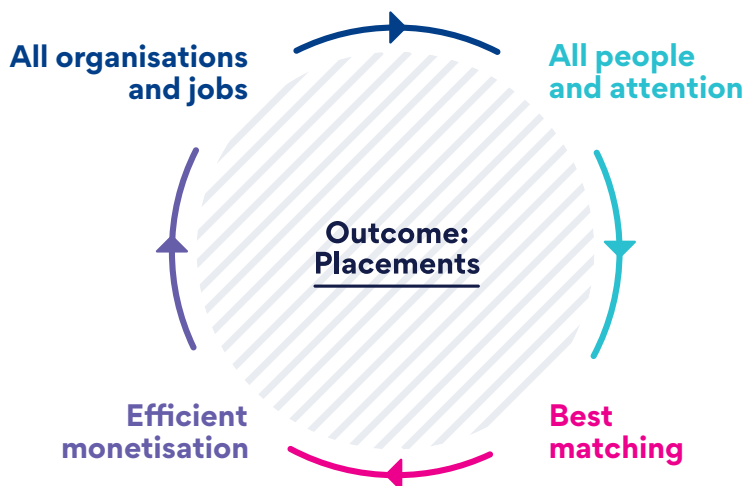 All organisations
and jobs
All people
and attention
Outcome:
Placements
Efficient
monetisation
Best
matching